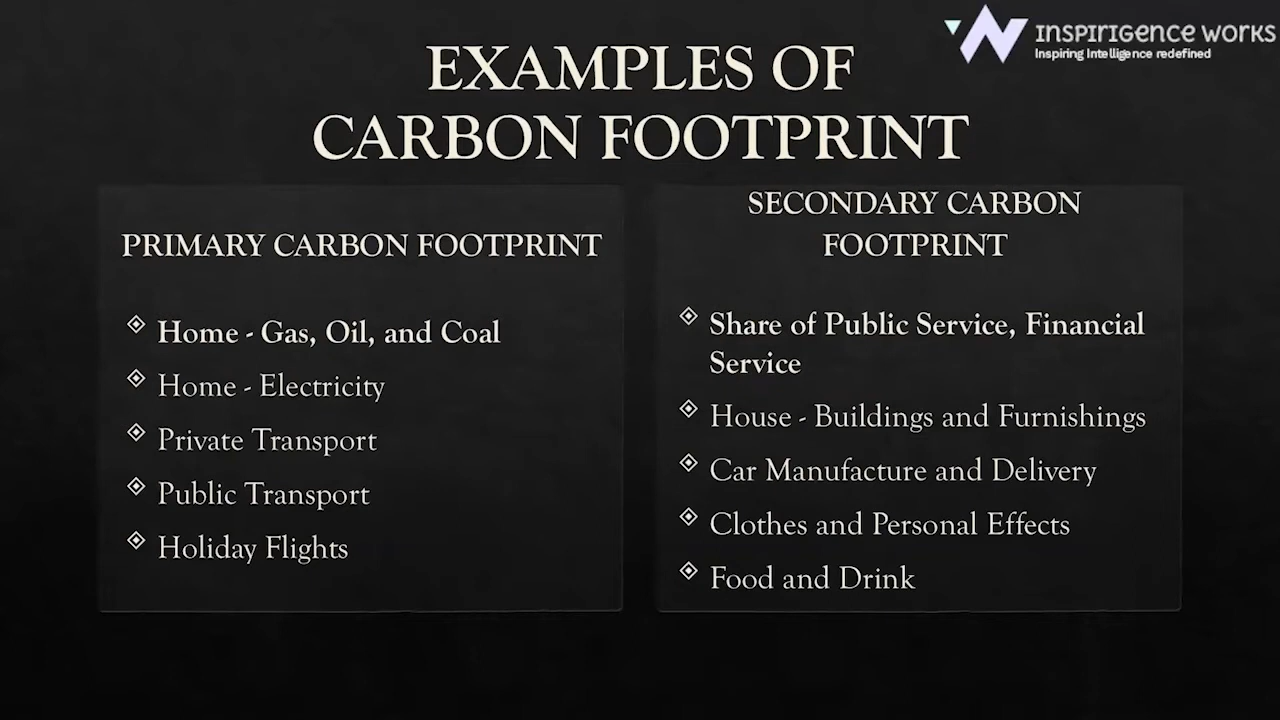 INSPIRIGENCE WORKS
Inspiring Intelligence redefined
EXAMPLES OF
CARBON FOOTPRINT
PRIMARY CARBON FOOTPRINT
Home - Gas, Oil, and Coal
Home - Electricity
Private Transport
Public Transport
Holiday Flights
SECONDARY CARBON
FOOTPRINT
Share of Public Service, Financial
Service
House - Buildings and Furnishings
Car Manufacture and Delivery
Clothes and Personal Effects
Food and Drink